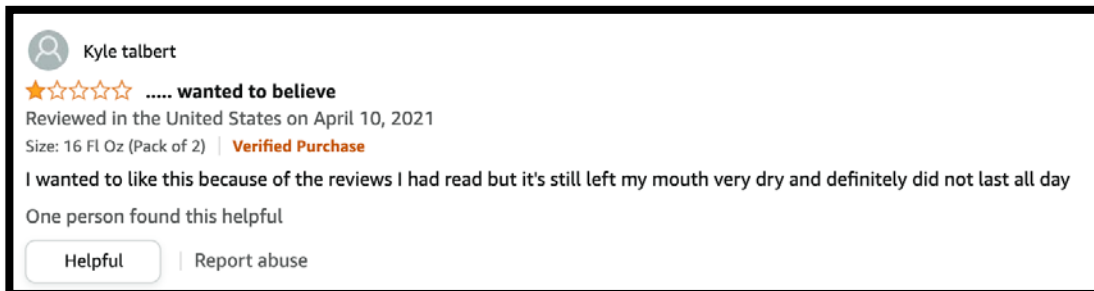 Kyle talbert
..... wanted to believe
Reviewed in the United States on April 10, 2021
Size: 16 Fl Oz (Pack of 2) | Verified Purchase
I wanted to like this because of the reviews I had read but it's still left my mouth very dry and definitely did not last all day
One person found this helpful
Helpful | Report abuse